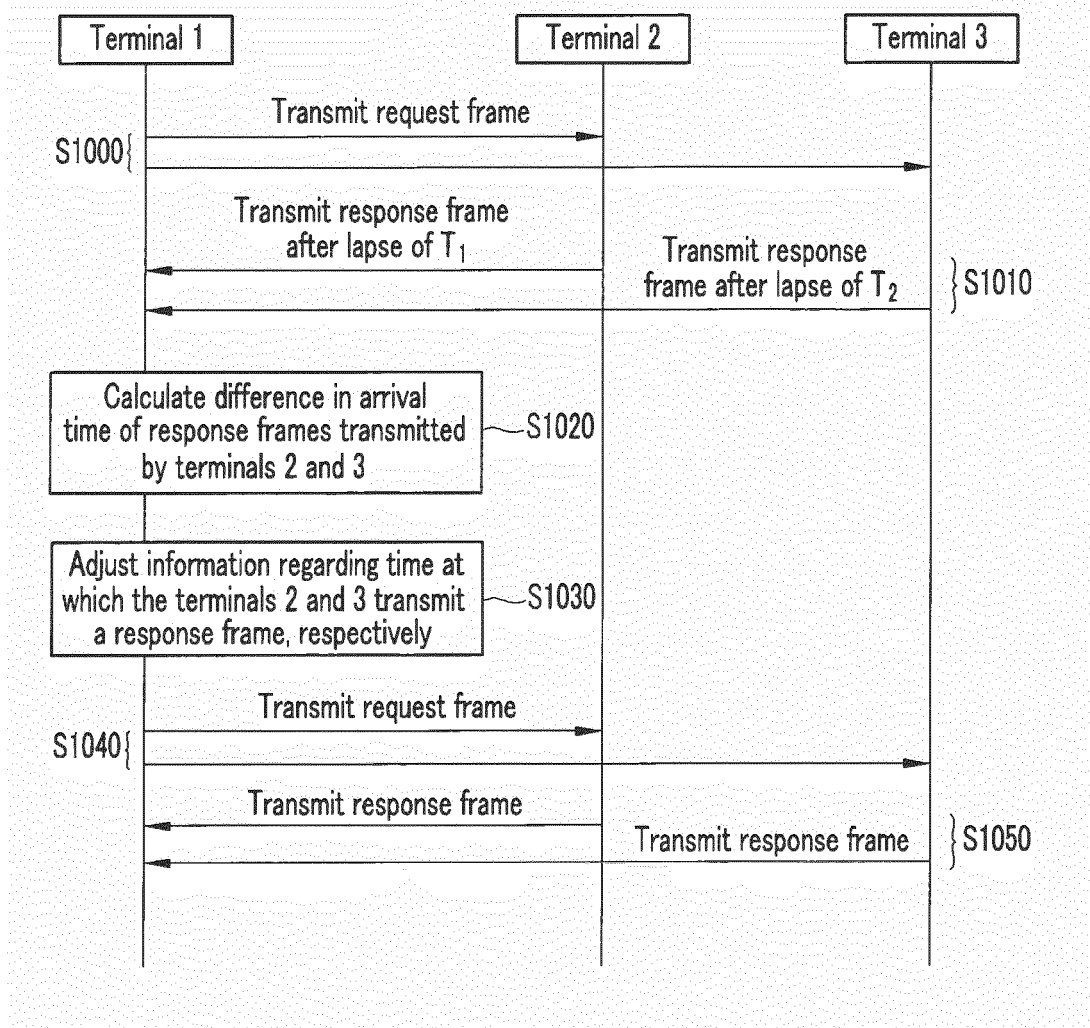 Terminal 1
Terminal 2
Terminal 3
Transmit request frame
S1000
Transmit response frame
after lapse of T1
Transmit response
frame after lapse of T2
S1010
Calculate difference in arrival
time of response frames transmitted
by terminals 2 and 3
S1020
Adjust information regarding time at
which the terminals 2 and 3 transmit
a response frame, respectively
S1030
Transmit request frame
S1040
Transmit response frame
Transmit response frame
S1050